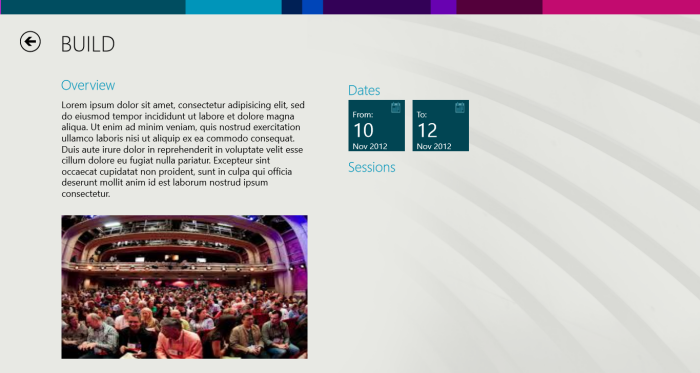 BUILD
Overview
Lorem ipsum dolor sit amet, consectetur adipisicing elit, sed
do eiusmod tempor incididunt ut labore et dolore magna
aliqua. Ut enim ad minim veniam, quis nostrud exercitation
ullamco laboris nisi ut aliquip ex ea commodo consequat.
Duis aute irure dolor in reprehenderit in voluptate velit esse
cillum dolore eu fugiat nulla pariatur. Excepteur sint
occaecat cupidatat non proident, sunt in culpa qui officia
deserunt mollit anim id est laborum nostrud ipsum
consectetur.
Dates
From:
10
Nov 2012
To:
12
Nov 2012
Sessions